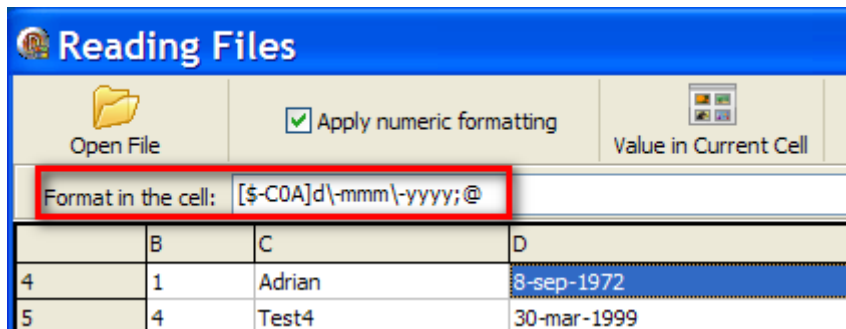 Reading Files
Open File
Apply numeric formatting
Value in Current Cell
Format in the cell: [$-C0A]d\-mmm\-yyyy;@
B C D
4 1 Adrian 8-sep-1972
5 4 Test4 30-mar-1999